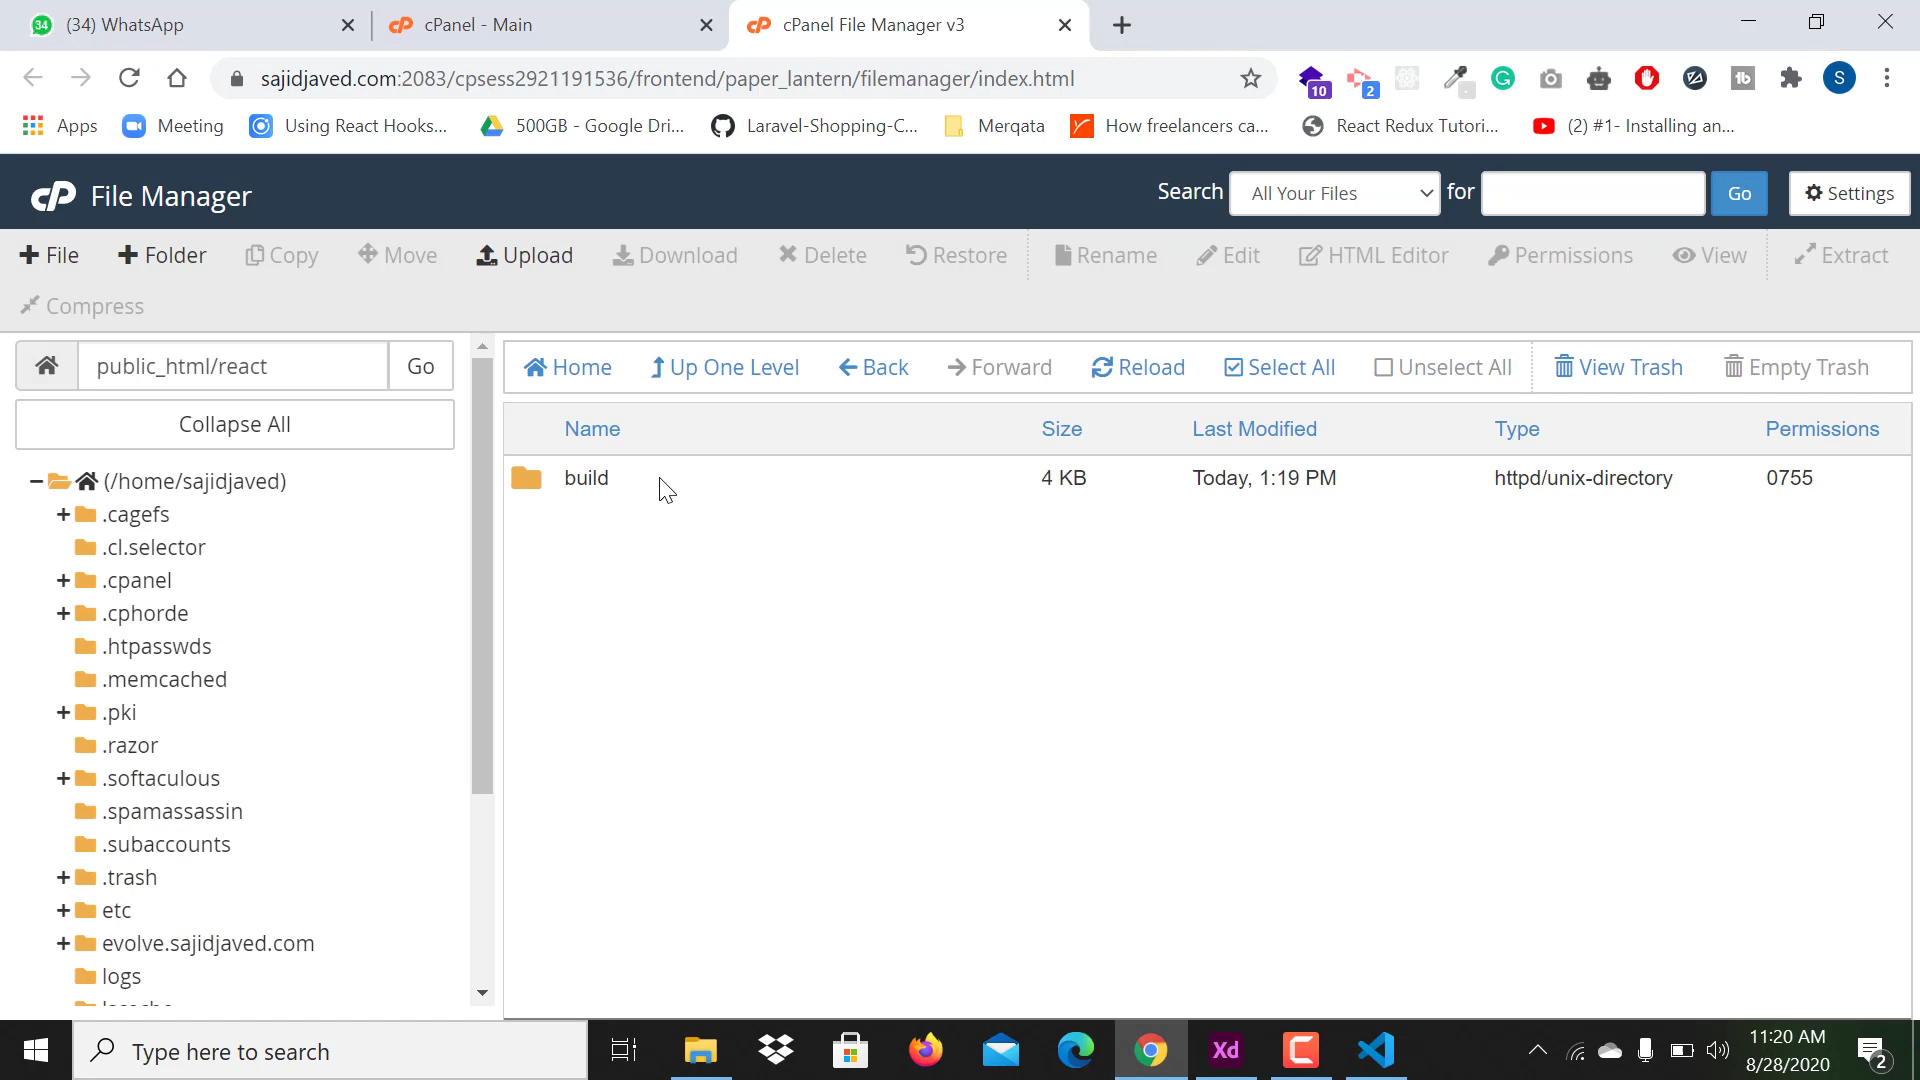 34 (34) WhatsApp cPanel - Main cPanel File Manager v3
sajidjaved.com:2083/cpsess2921191536/frontend/paper_lantern/filemanager/index.html 10 2 S
Apps Meeting Using React Hooks... 500GB - Google Dri... Laravel-Shopping-C... Merqata How freelancers ca... React Redux Tutori... (2) #1- Installing an...
cP File Manager Search All Your Files for Go Settings
File Folder Copy Move Upload Download Delete Restore Rename Edit HTML Editor Permissions View Extract
Compress
public_html/react Go Home Up One Level Back Forward Reload Select All Unselect All View Trash Empty Trash
Collapse All
Name Size Last Modified Type Permissions
build 4 KB Today, 1:19 PM httpd/unix-directory 0755
(/home/sajidjaved)
.cagefs
.cl.selector
.cpanel
.cphorde
.htpasswds
.memcached
.pki
.razor
.softaculous
.spamassassin
.subaccounts
.trash
etc
evolve.sajidjaved.com
logs
Type here to search Xd 11:20 AM
8/28/2020 2